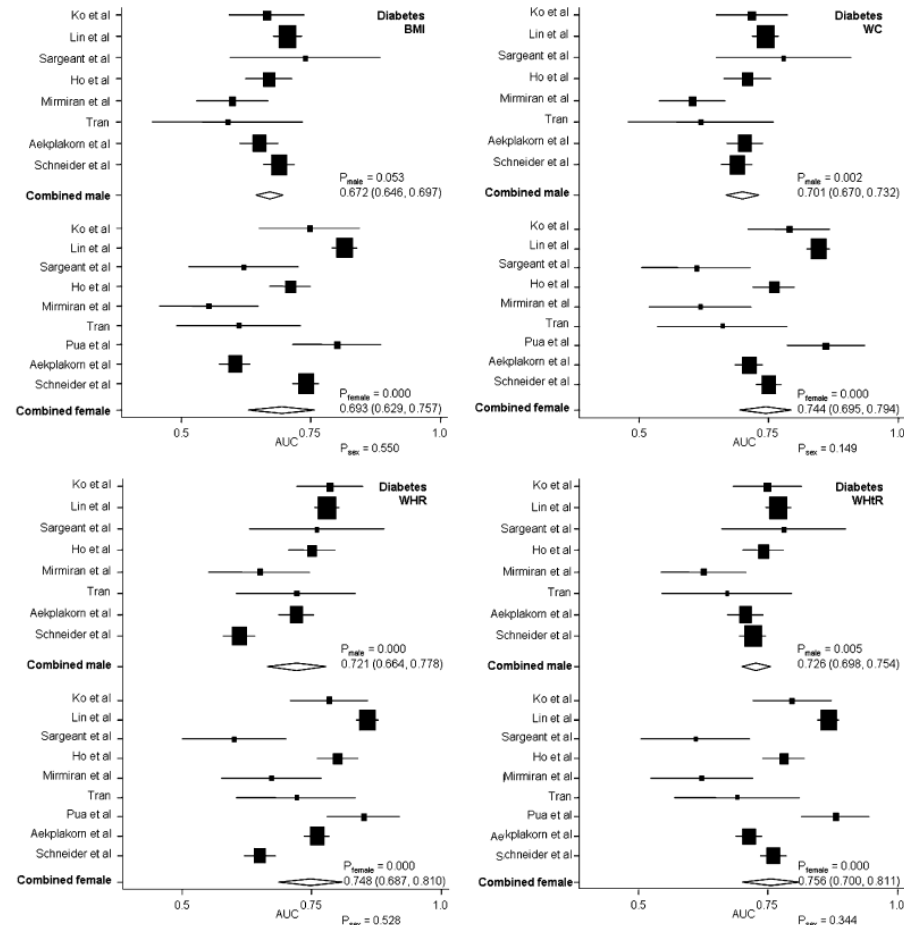 Diabetes
BMI
Ko et al
Lin et al
Sargeant et al
Ho et al
Mirmiran et al
Tran
Aekplakorn et al
Schneider et al
P male = 0.053
Combined male 0.672 (0.646, 0.697)
Ko et al
Lin et al
Sargeant et al
Ho et al
Mirmiran et al
Tran
Pua et al
Aekplakorn et al
Schneider et al
P female = 0.000
Combined female 0.693 (0.629, 0.757)
0.5 0.75 1.0
AUC
P sex = 0.550
Diabetes
WC
Ko et al
Lin et al
Sargeant et al
Ho et al
Mirmiran et al
Tran
Aekplakorn et al
Schneider et al
P male = 0.002
Combined male 0.701 (0.670, 0.732)
Ko et al
Lin et al
Sargeant et al
Ho et al
Mirmiran et al
Tran
Pua et al
Aekplakorn et al
Schneider et al
P female = 0.000
Combined female 0.744 (0.695, 0.794)
0.5 0.75 1.0
AUC
P sex = 0.149
Diabetes
WHR
Ko et al
Lin et al
Sargeant et al
Ho et al
Mirmiran et al
Tran
Aekplakorn et al
Schneider et al
P male = 0.000
Combined male 0.721 (0.664, 0.778)
Ko et al
Lin et al
Sargeant et al
Ho et al
Mirmiran et al
Tran
Pua et al
Aekplakorn et al
Schneider et al
P female = 0.000
Combined female 0.748 (0.687, 0.810)
0.5 0.75 1.0
AUC
P sex = 0.528
Diabetes
WHtR
Ko et al
Lin et al
Sargeant et al
Ho et al
Mirmiran et al
Tran
Aekplakorn et al
Schneider et al
P male = 0.005
Combined male 0.726 (0.698, 0.754)
Ko et al
Lin et al
Sargeant et al
Ho et al
Mirmiran et al
Tran
Pua et al
Aekplakorn et al
Schneider et al
P female = 0.000
Combined female 0.756 (0.700, 0.811)
0.5 0.75 1.0
AUC
P sex = 0.344